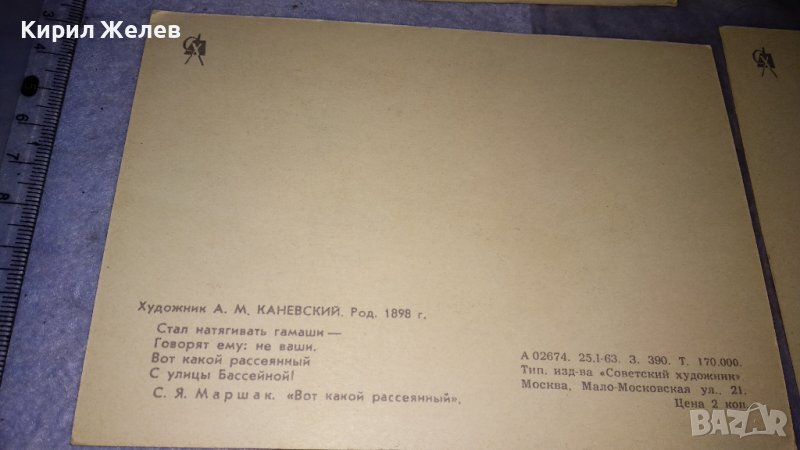 Кирил Желев
Художник А. М. КАНЕВСКИЙ. Род. 1898 г.
Стал натягивать гамаши —
Говорят ему: не ваши.
Вот какой рассеянный
С улицы Бассейной!
С. Я. Маршак. «Вот какой рассеянный».
А 02674. 25.I-63. З. 390. Т. 170.000.
Тип. изд-ва «Советский художник»
Москва, Мало-Московская ул., 21.
Цена 2 коп.
BAZAR